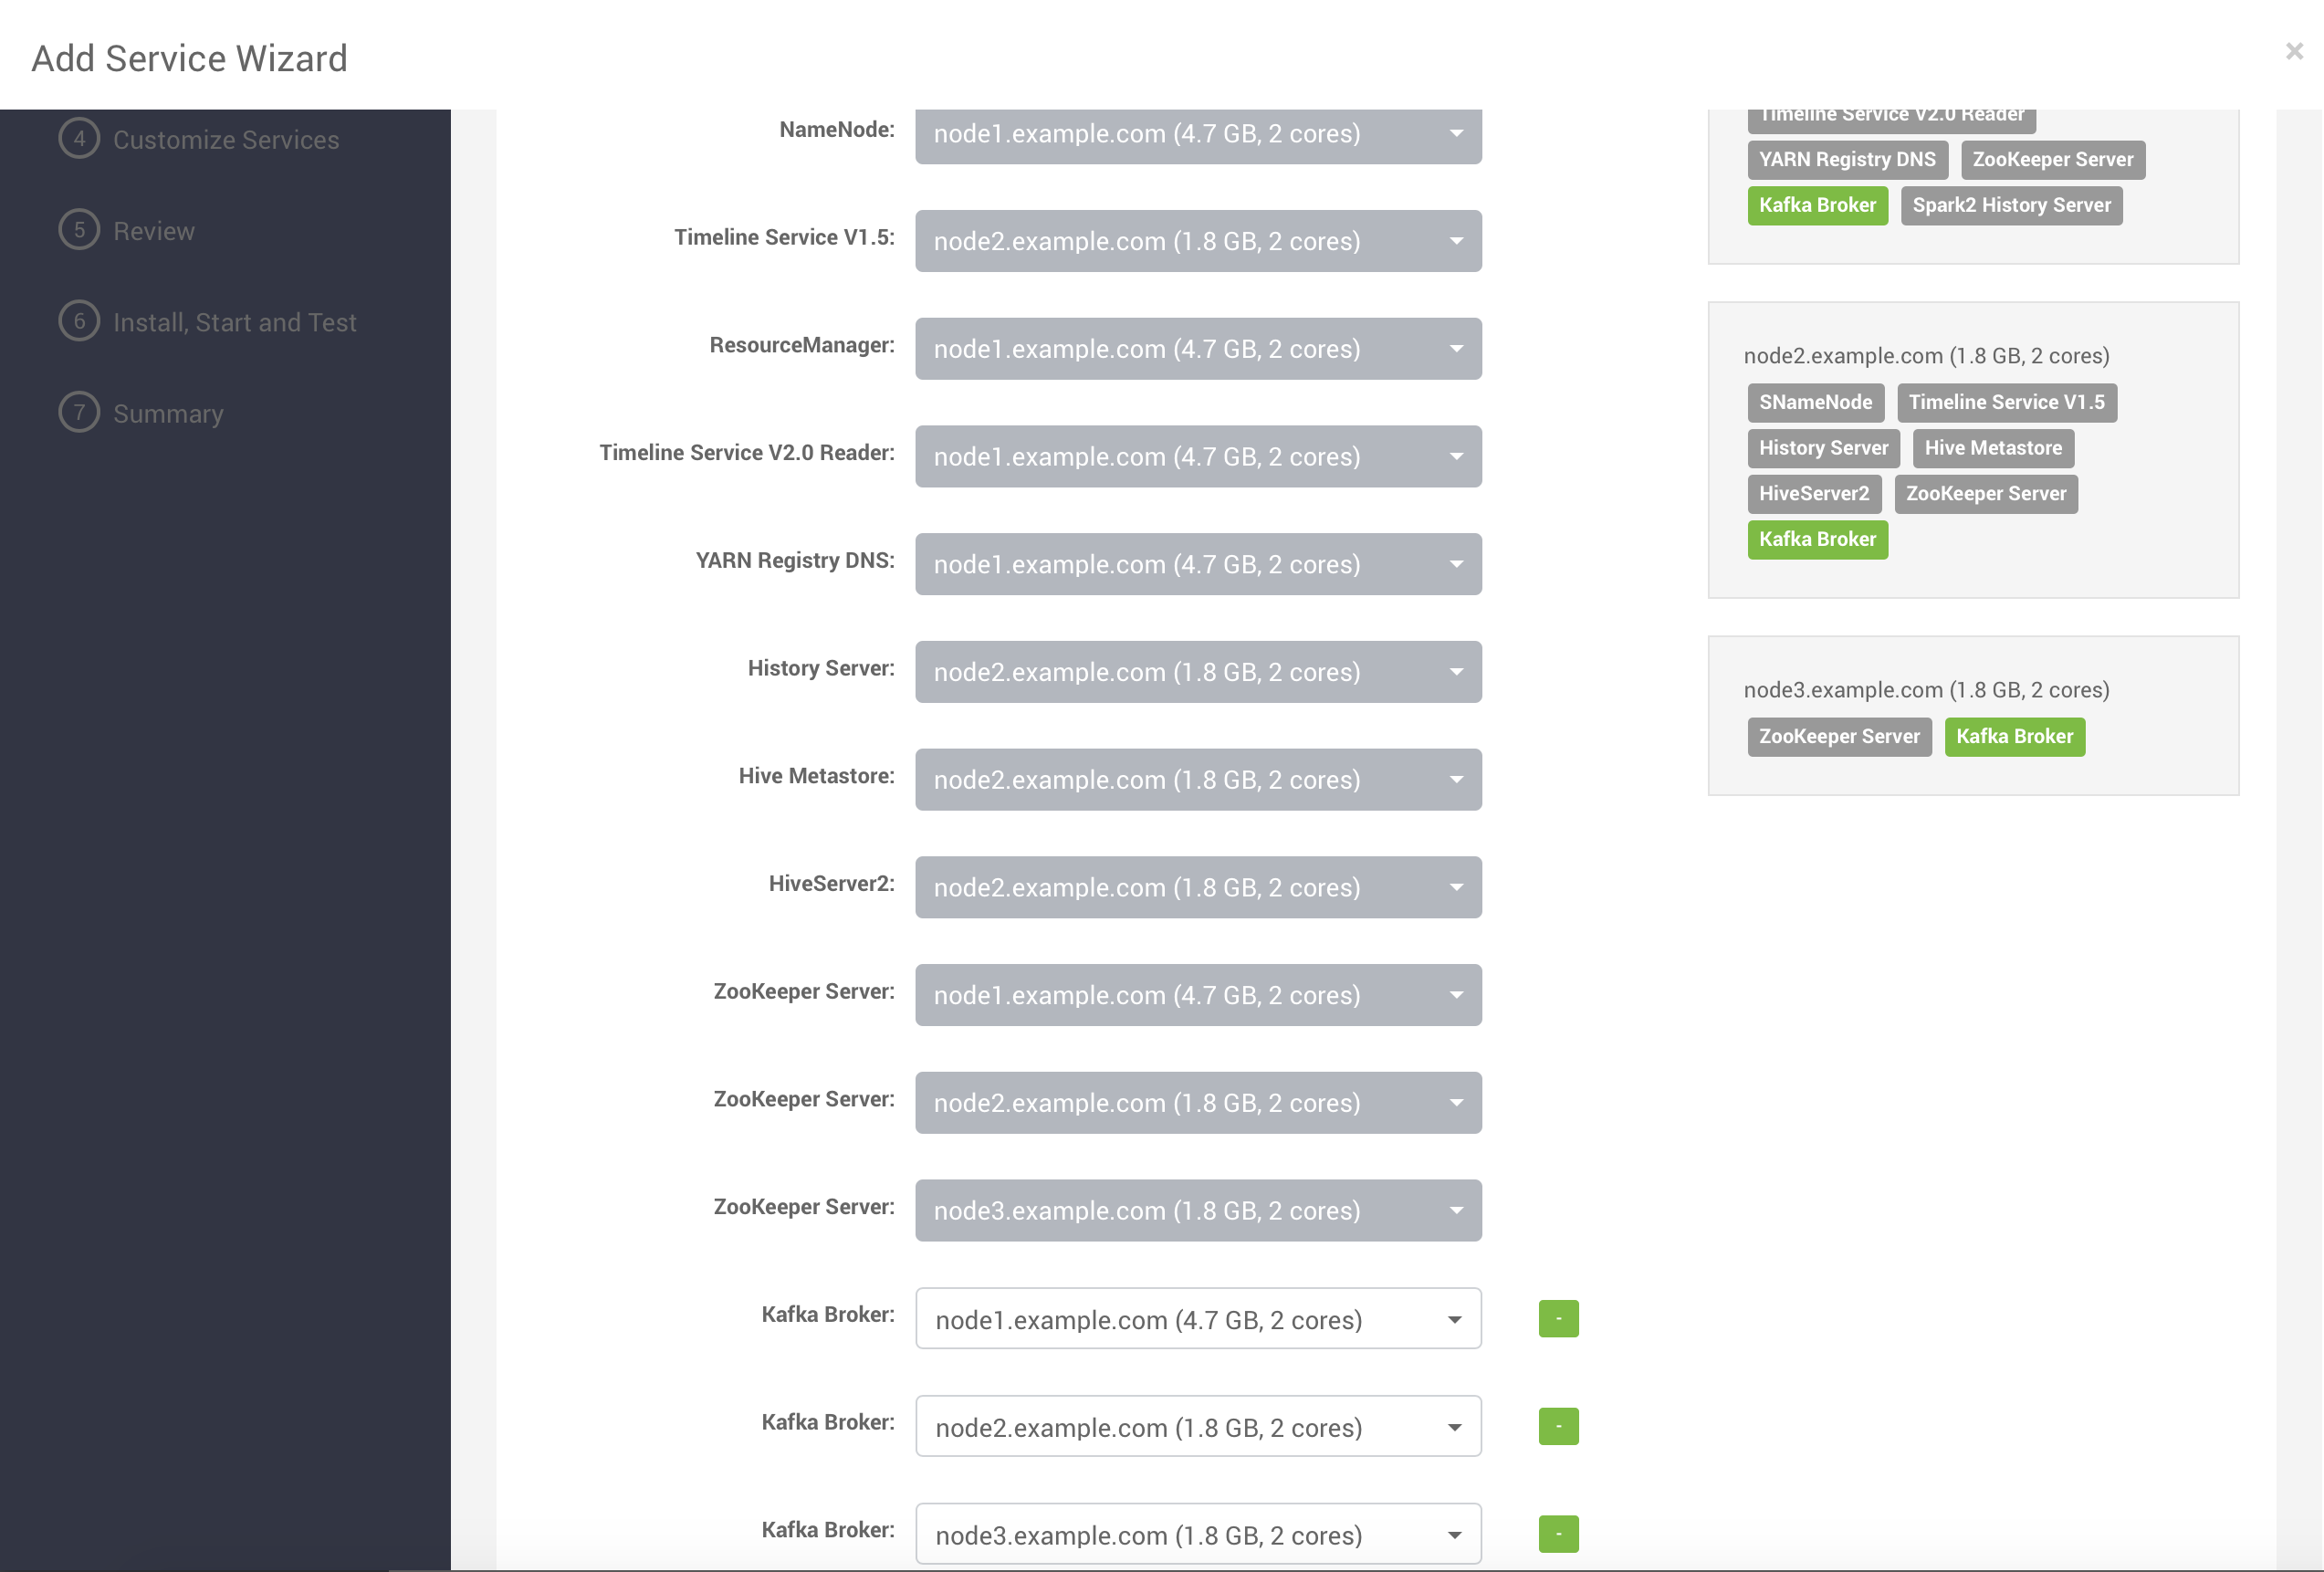 Add Service Wizard
×
4 Customize Services
5 Review
6 Install, Start and Test
7 Summary
NameNode: node1.example.com (4.7 GB, 2 cores)
Timeline Service V1.5: node2.example.com (1.8 GB, 2 cores)
ResourceManager: node1.example.com (4.7 GB, 2 cores)
Timeline Service V2.0 Reader: node1.example.com (4.7 GB, 2 cores)
YARN Registry DNS: node1.example.com (4.7 GB, 2 cores)
History Server: node2.example.com (1.8 GB, 2 cores)
Hive Metastore: node2.example.com (1.8 GB, 2 cores)
HiveServer2: node2.example.com (1.8 GB, 2 cores)
ZooKeeper Server: node1.example.com (4.7 GB, 2 cores)
ZooKeeper Server: node2.example.com (1.8 GB, 2 cores)
ZooKeeper Server: node3.example.com (1.8 GB, 2 cores)
Kafka Broker: node1.example.com (4.7 GB, 2 cores) -
Kafka Broker: node2.example.com (1.8 GB, 2 cores) -
Kafka Broker: node3.example.com (1.8 GB, 2 cores) -
Timeline Service V2.0 Reader
YARN Registry DNS ZooKeeper Server
Kafka Broker Spark2 History Server
node2.example.com (1.8 GB, 2 cores)
SNameNode Timeline Service V1.5
History Server Hive Metastore
HiveServer2 ZooKeeper Server
Kafka Broker
node3.example.com (1.8 GB, 2 cores)
ZooKeeper Server Kafka Broker